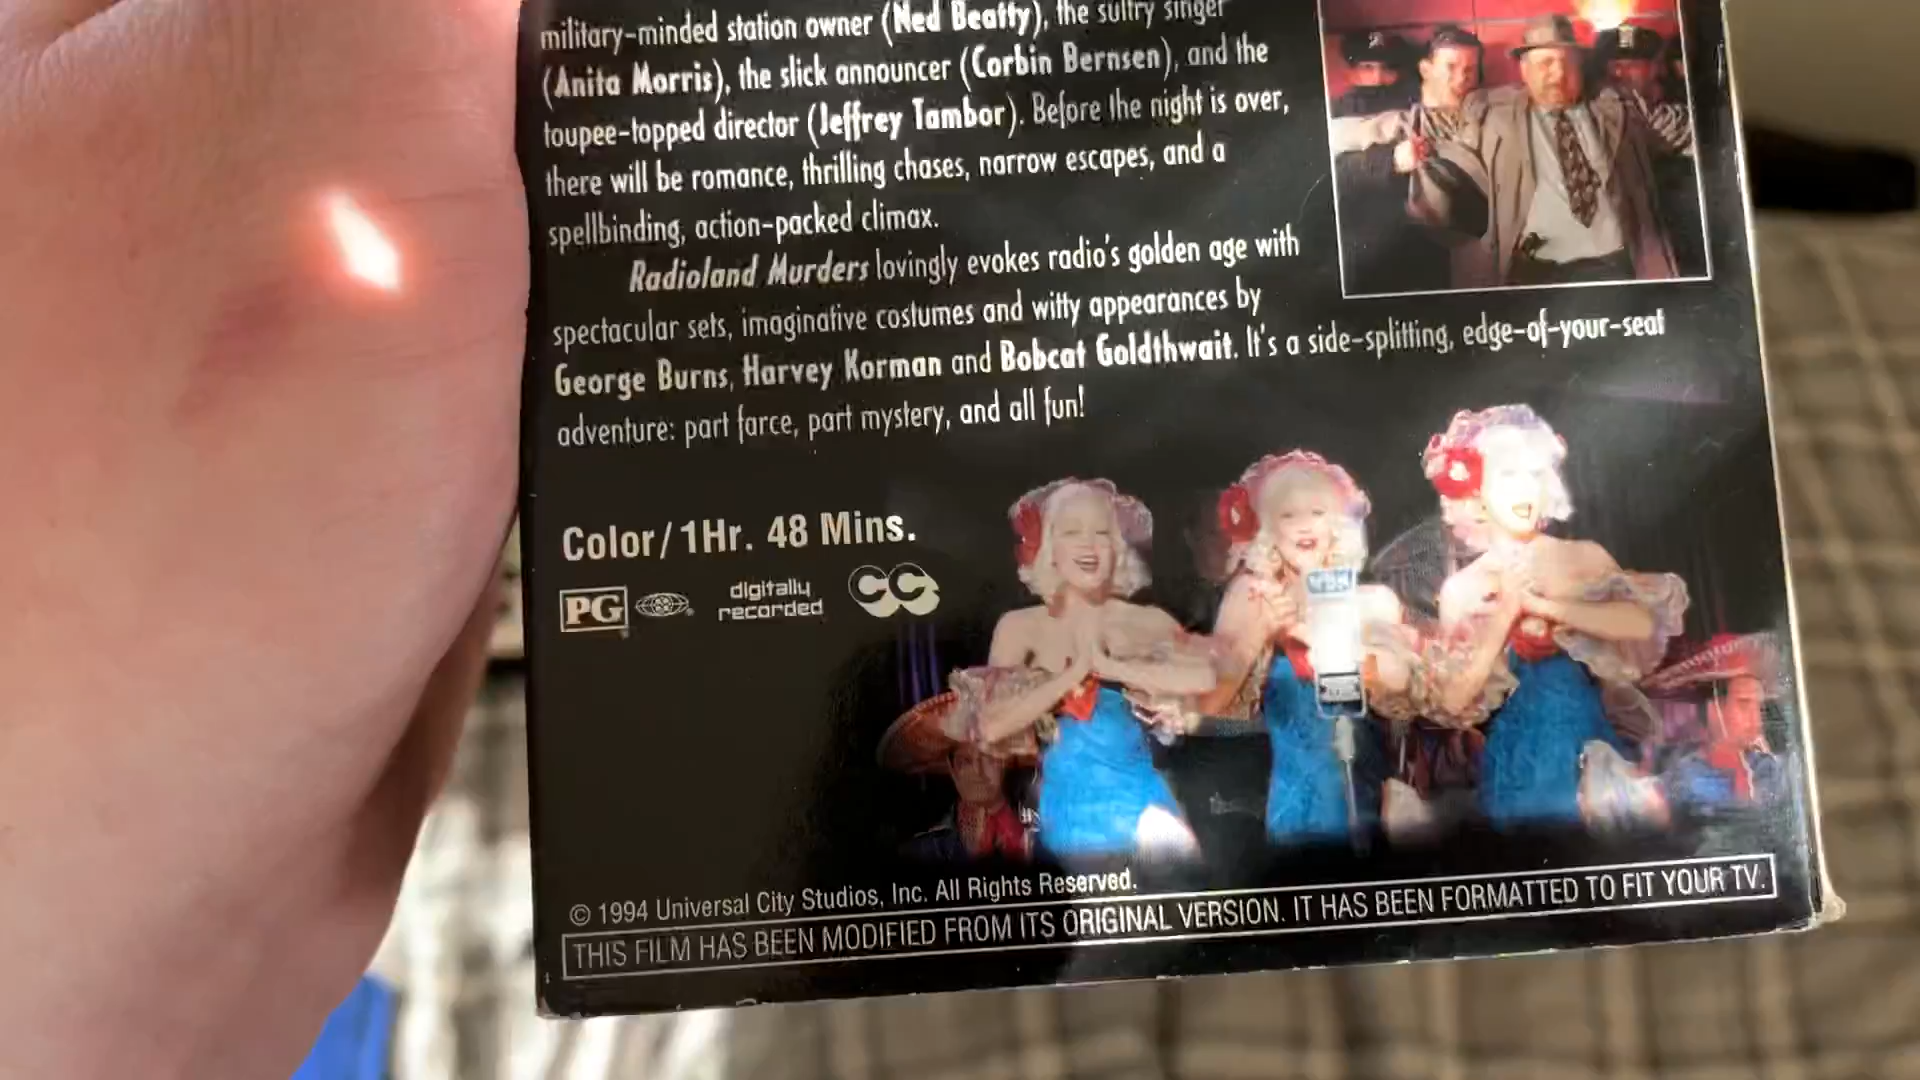 military-minded station owner (Ned Beatty), the sultry singer
(Anita Morris), the slick announcer (Corbin Bernsen), and the
toupee-topped director (Jeffrey Tambor). Before the night is over,
there will be romance, thrilling chases, narrow escapes, and a
spellbinding, action-packed climax.
Radioland Murders lovingly evokes radio's golden age with
spectacular sets, imaginative costumes and witty appearances by
George Burns, Harvey Korman and Bobcat Goldthwait. It's a side-splitting, edge-of-your-seat
adventure: part farce, part mystery, and all fun!
Color/1Hr. 48 Mins.
PG ® digitally
recorded CC
© 1994 Universal City Studios, Inc. All Rights Reserved.
THIS FILM HAS BEEN MODIFIED FROM ITS ORIGINAL VERSION. IT HAS BEEN FORMATTED TO FIT YOUR TV.